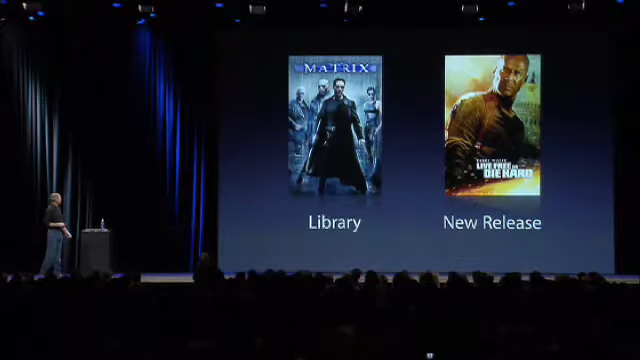 MATRIX
LIVE FREE OR
DIE HARD
Library
New Release